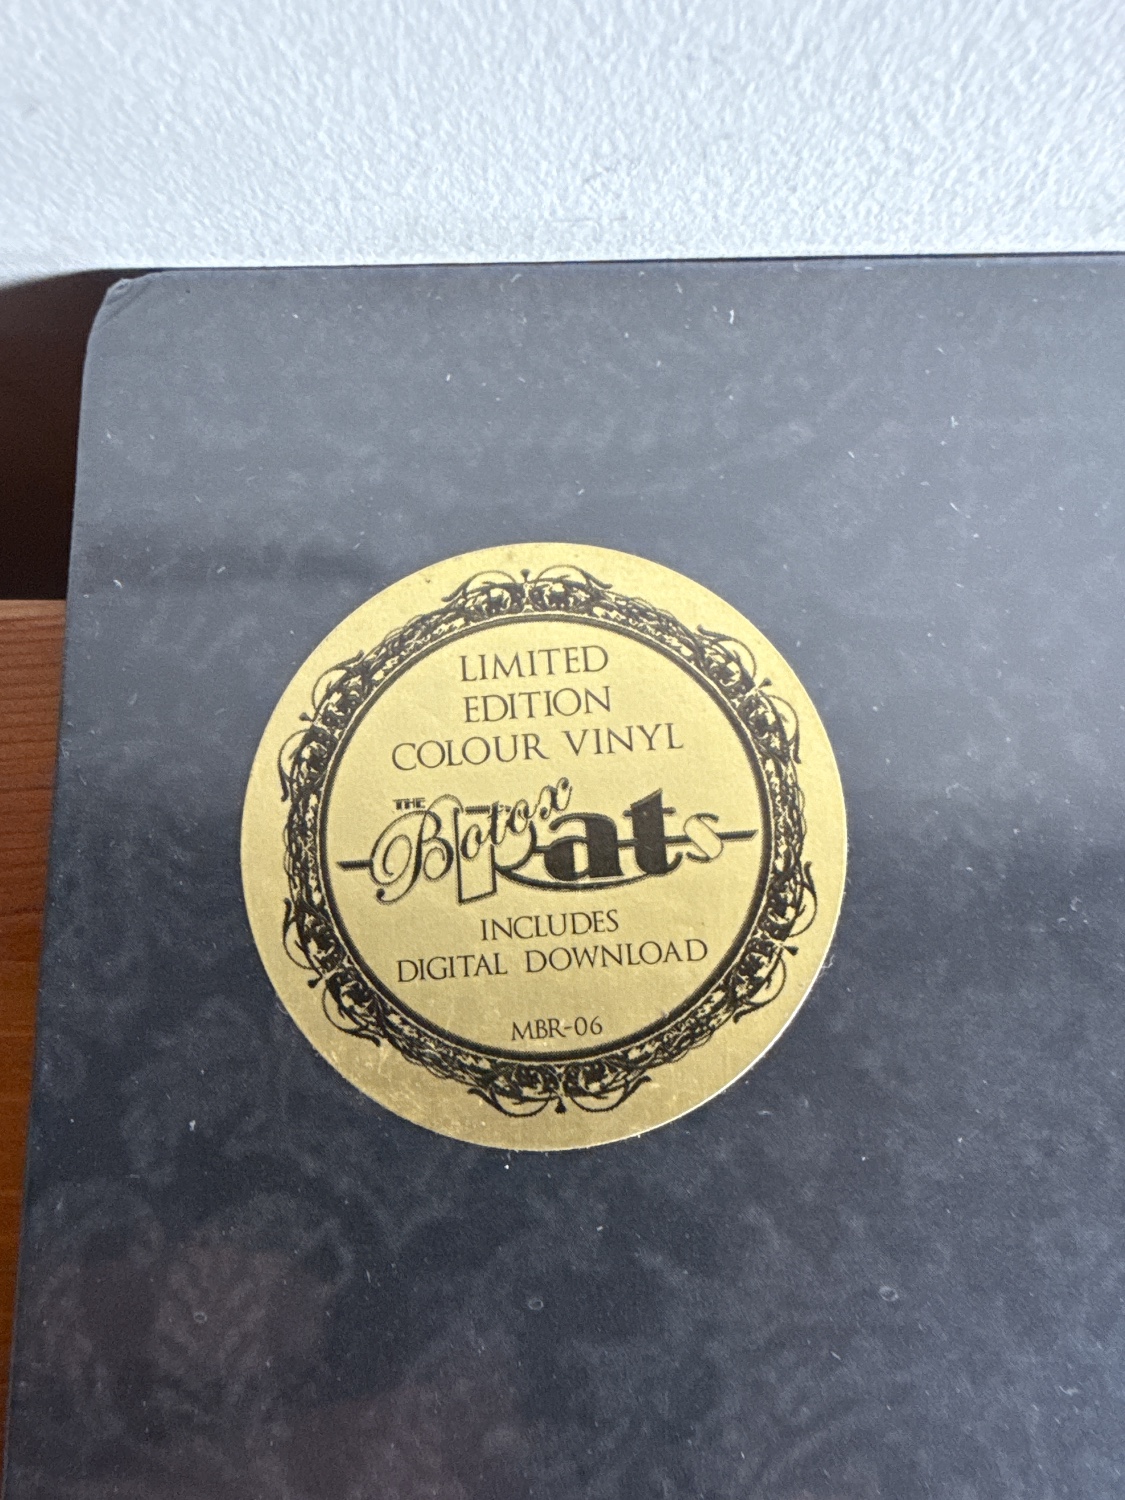 LIMITED
EDITION
COLOUR VINYL
THE Botox Rats
INCLUDES
DIGITAL DOWNLOAD
MBR-06